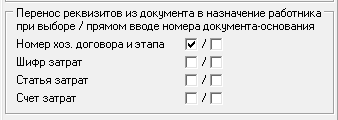 Перенос реквизитов из документа в назначение работника
при выборе / прямом вводе номера документа-основания
Номер хоз. договора и этапа /
Шифр затрат /
Статья затрат /
Счет затрат /